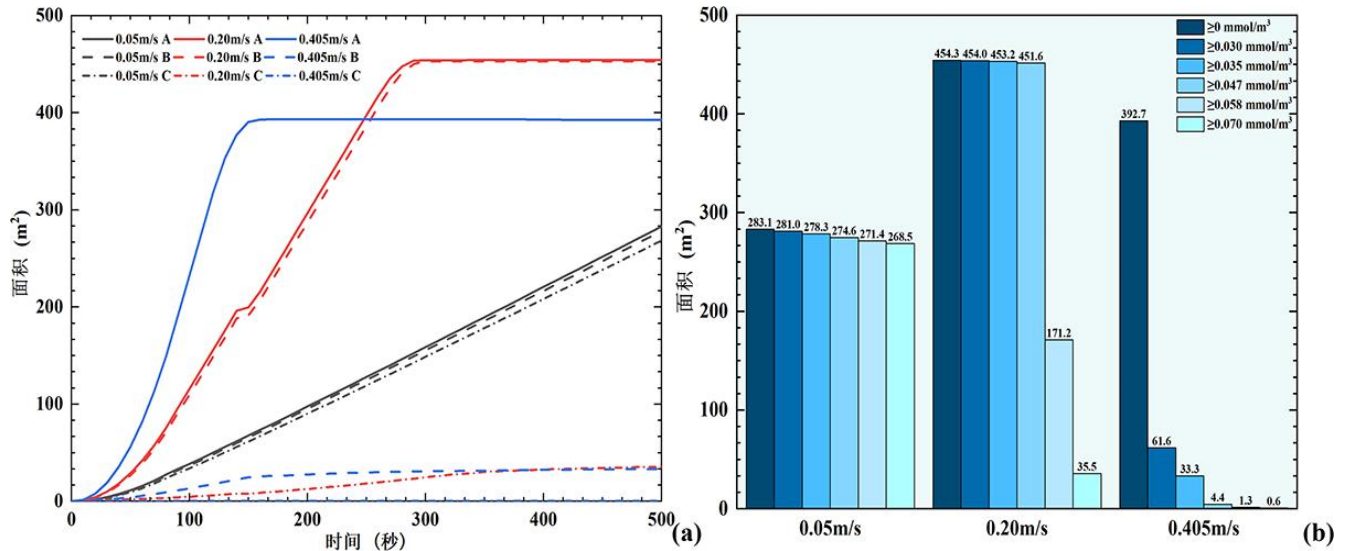 500
400
300
200
100
0
面积 (m²)
0.05m/s A 0.20m/s A 0.405m/s A
0.05m/s B 0.20m/s B 0.405m/s B
0.05m/s C 0.20m/s C 0.405m/s C
0 100 200 300 400 500
时间 (秒)
(a)
500
400
300
200
100
0
面积 (m²)
≥0 mmol/m³
≥0.030 mmol/m³
≥0.035 mmol/m³
≥0.047 mmol/m³
≥0.058 mmol/m³
≥0.070 mmol/m³
283.1 281.0 278.3 274.6 271.4 268.5
454.3 454.0 453.2 451.6 171.2 35.5
392.7 61.6 33.3 4.4 1.3 0.6
0.05m/s 0.20m/s 0.405m/s
(b)